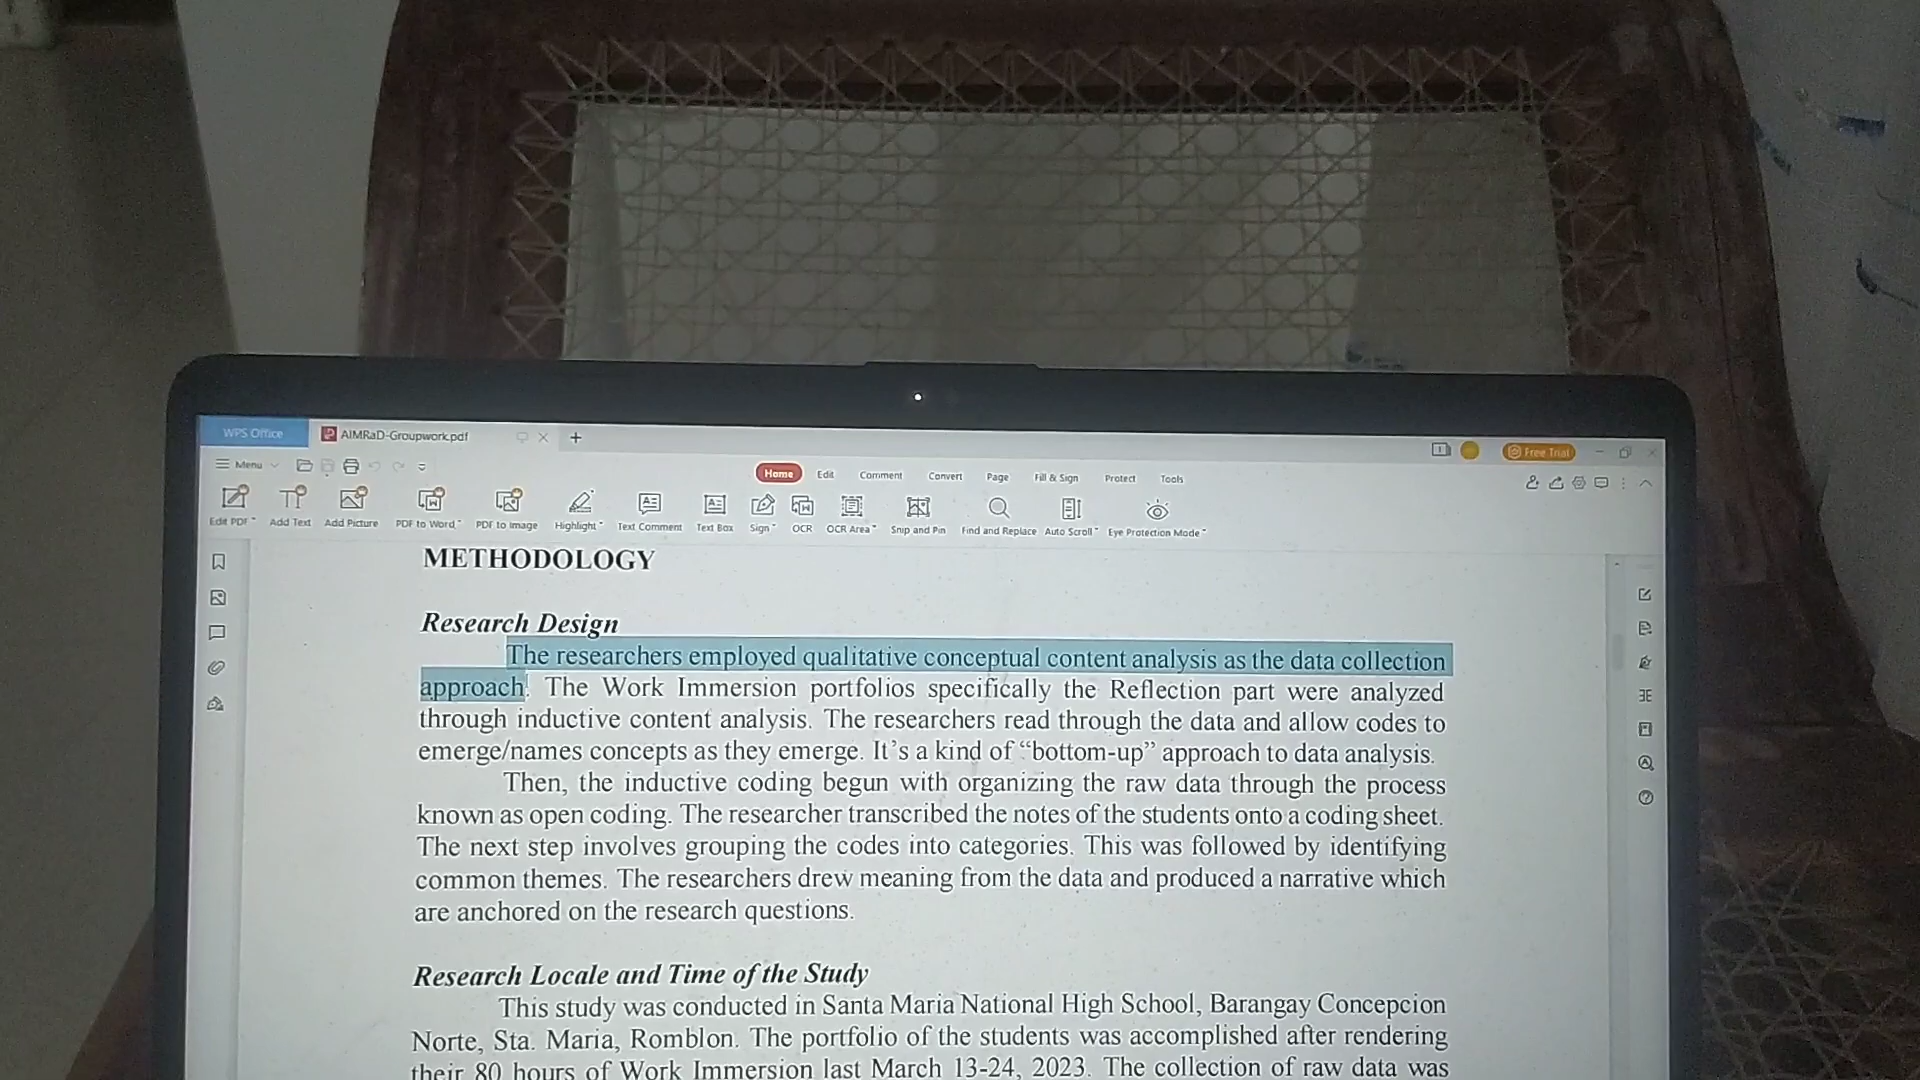 WPS Office AIMRaD-Groupwork.pdf
Free Trial
Menu
Home Edit Comment Convert Page Fill & Sign Protect Tools
Edit PDF Add Text Add Picture PDF to Word PDF to Image Highlight Text Comment Text Box Sign OCR OCR Area Snip and Pin Find and Replace Auto Scroll Eye Protection Mode
METHODOLOGY
Research Design
The researchers employed qualitative conceptual content analysis as the data collection
approach. The Work Immersion portfolios specifically the Reflection part were analyzed
through inductive content analysis. The researchers read through the data and allow codes to
emerge/names concepts as they emerge. It's a kind of “bottom-up” approach to data analysis.
Then, the inductive coding begun with organizing the raw data through the process
known as open coding. The researcher transcribed the notes of the students onto a coding sheet.
The next step involves grouping the codes into categories. This was followed by identifying
common themes. The researchers drew meaning from the data and produced a narrative which
are anchored on the research questions.
Research Locale and Time of the Study
This study was conducted in Santa Maria National High School, Barangay Concepcion
Norte, Sta. Maria, Romblon. The portfolio of the students was accomplished after rendering
their 80 hours of Work Immersion last March 13-24, 2023. The collection of raw data was